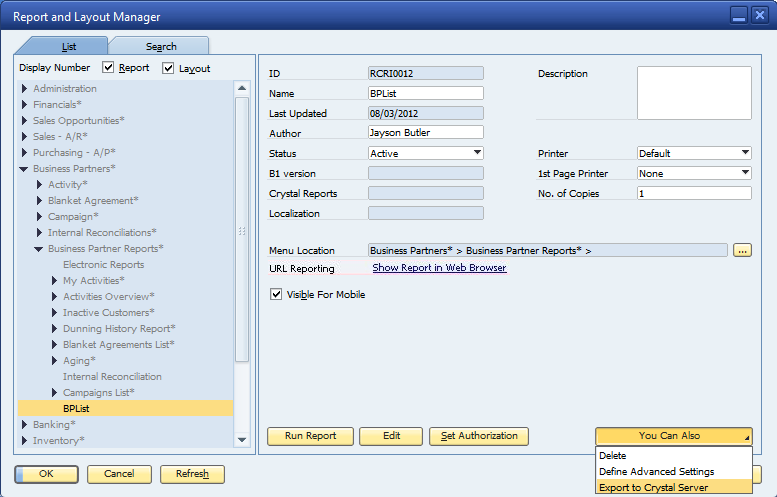 Report and Layout Manager
List
Search
Display Number Report Layout
Administration
Financials*
Sales Opportunities*
Sales - A/R*
Purchasing - A/P*
Business Partners*
Activity*
Blanket Agreement*
Campaign*
Internal Reconciliations*
Business Partner Reports*
Electronic Reports
My Activities*
Activities Overview*
Inactive Customers*
Dunning History Report*
Blanket Agreements List*
Aging*
Internal Reconciliation
Campaigns List*
BPList
Banking*
Inventory*
ID RCRI0012
Name BPList
Last Updated 08/03/2012
Author Jayson Butler
Status Active
B1 version
Crystal Reports
Localization
Description
Printer Default
1st Page Printer None
No. of Copies 1
Menu Location Business Partners* > Business Partner Reports* > ...
URL Reporting Show Report in Web Browser
Visible For Mobile
Run Report
Edit
Set Authorization
You Can Also
Delete
Define Advanced Settings
Export to Crystal Server
OK
Cancel
Refresh